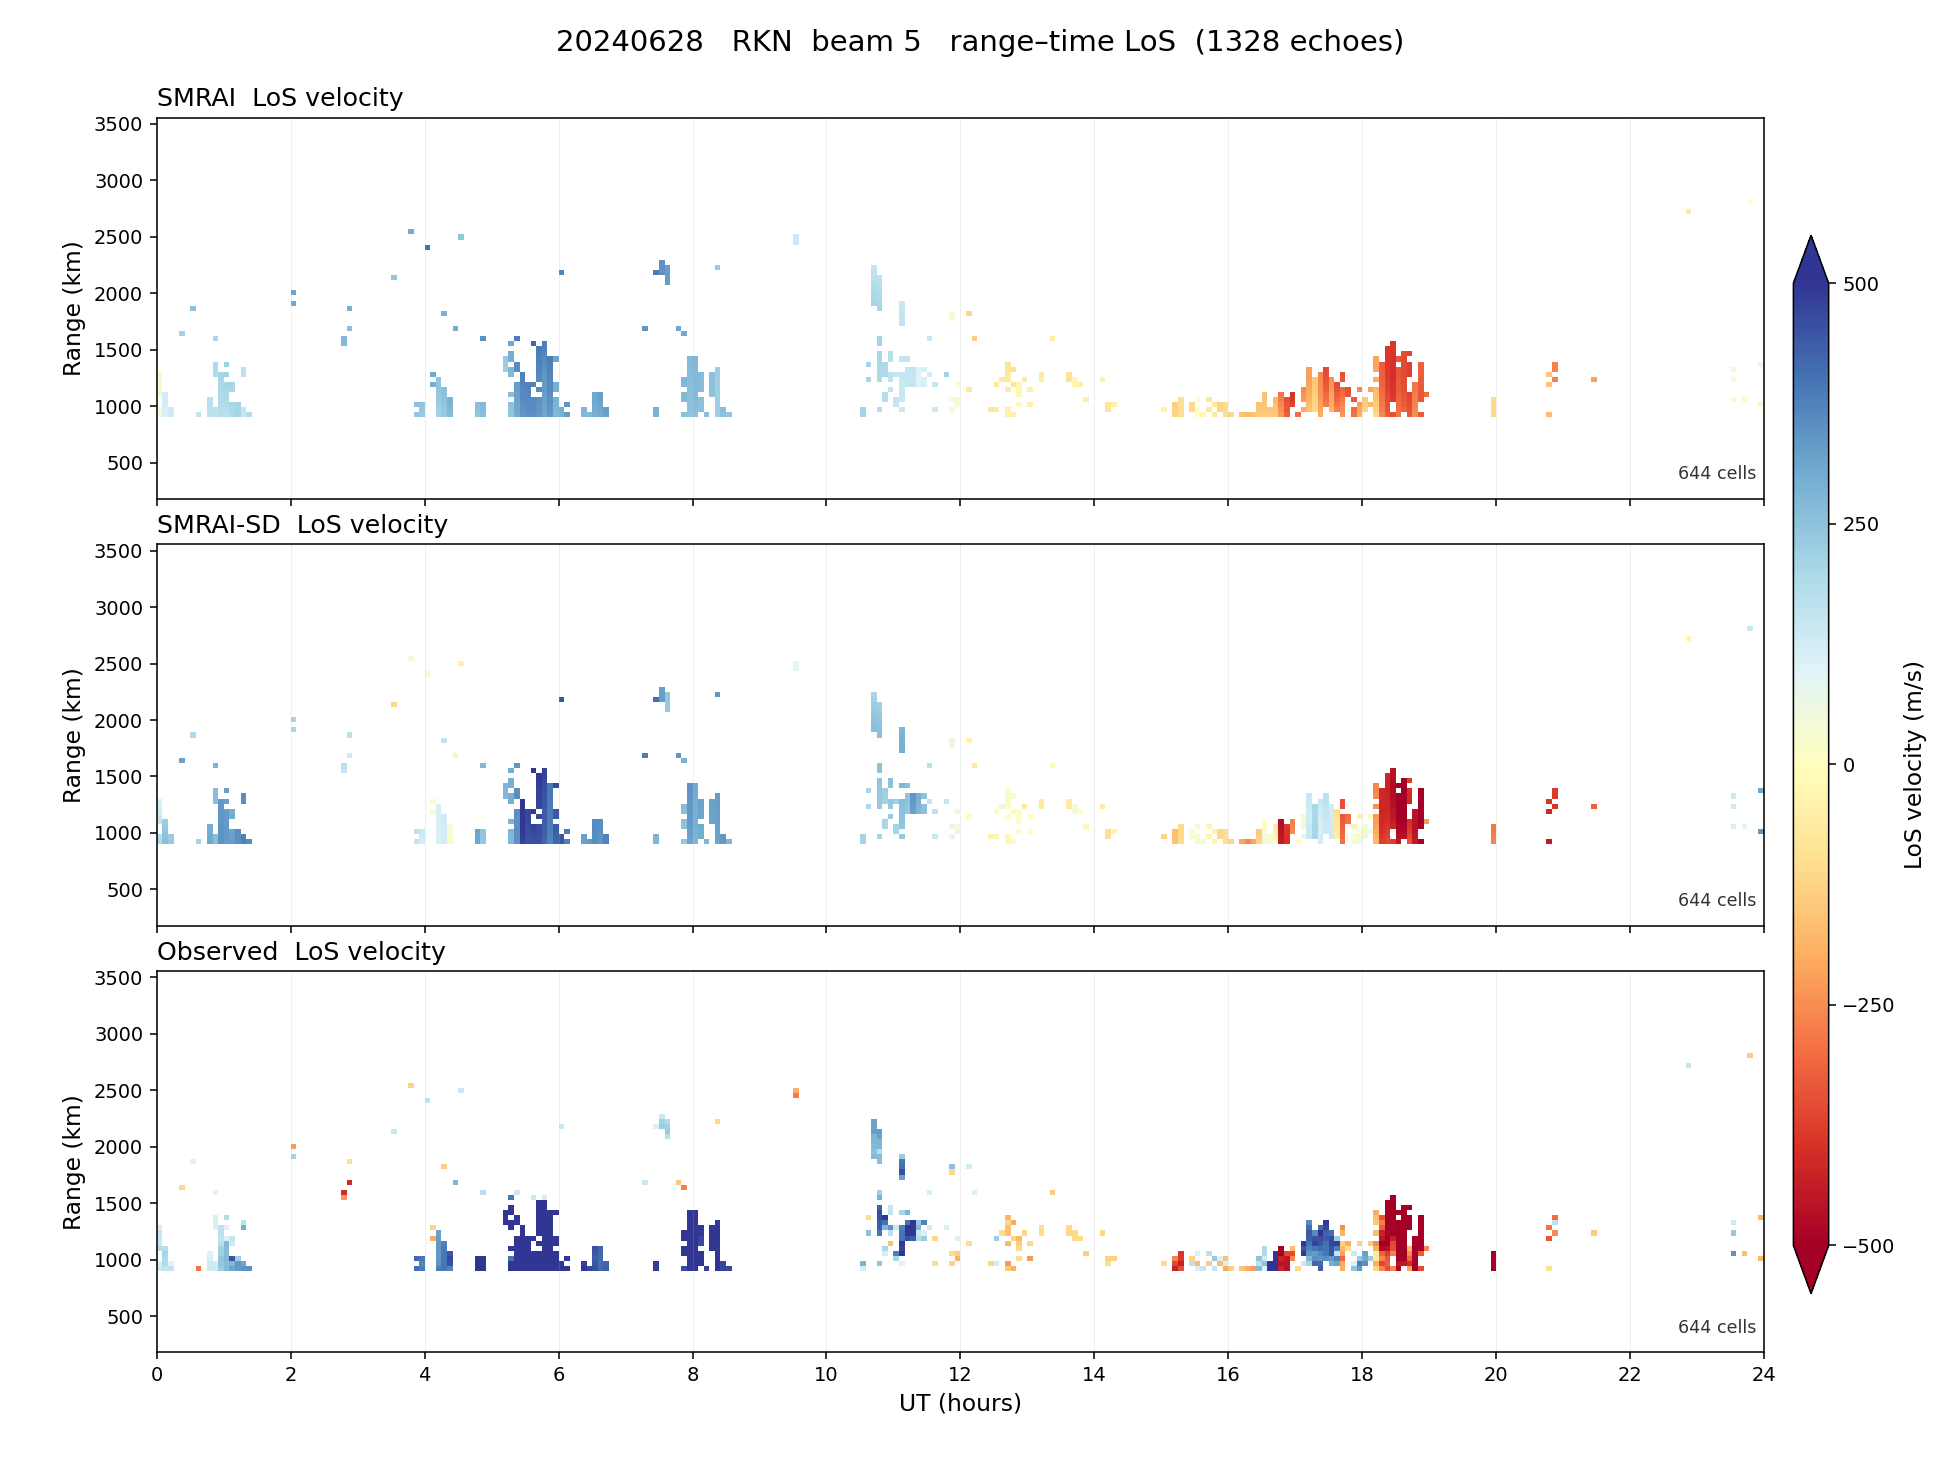 20240628   RKN  beam 5   range–time LoS  (1328 echoes)
SMRAI  LoS velocity
3500
3000
2500
2000
1500
1000
500
Range (km)
644 cells
SMRAI-SD  LoS velocity
3500
3000
2500
2000
1500
1000
500
Range (km)
644 cells
Observed  LoS velocity
3500
3000
2500
2000
1500
1000
500
Range (km)
644 cells
0 2 4 6 8 10 12 14 16 18 20 22 24
UT (hours)
500
250
0
−250
−500
LoS velocity (m/s)